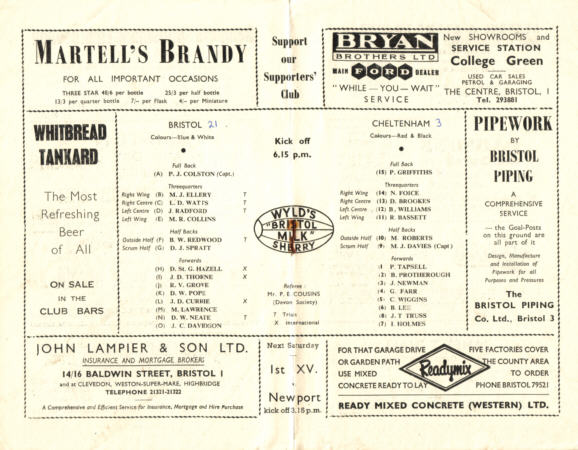 MARTELL'S BRANDY
FOR ALL IMPORTANT OCCASIONS
THREE STAR 48/6 per bottle 25/3 per half bottle
13/3 per quarter bottle 7/- per Flask 4/- per Miniature
Support
our
Supporters'
Club
BRYAN
BROTHERS LTD
MAIN FORD DEALER
"WHILE—YOU—WAIT"
SERVICE
New SHOWROOMS and
SERVICE STATION
College Green
USED CAR SALES
PETROL & GARAGING
THE CENTRE, BRISTOL, 1
Tel. 293881
WHITBREAD
TANKARD
The Most
Refreshing
Beer
of All
ON SALE
IN THE
CLUB BARS
BRISTOL 21
Colours—Blue & White
Full Back
(A) P. J. COLSTON (Capt.)
Threequarters
Right Wing (B) M. J. ELLERY T
Right Centre (C) L. D. WATTS T
Left Centre (D) J. RADFORD T
Left Wing (E) M. R. COLLINS
Half Backs
Outside Half (F) B. W. REDWOOD T
Scrum Half (G) D. J. SPRATT
Forwards
(H) D. St. G. HAZELL X
(I) J. D. THORNE X
(J) R. V. GROVE
(K) D. W. POPE
(L) J. D. CURRIE X
(M) M. LAWRENCE
(N) D. W. NEATE T
(O) J. C. DAVIDSON
Kick off
6.15 p.m.
WYLD'S
"BRISTOL
MILK"
SHERRY
Referee :
Mr. P. E. COUSINS
(Devon Society)
T Tries
X International
CHELTENHAM 3
Colours—Red & Black
Full Back
(15) P. GRIFFITHS
Threequarters
Right Wing (14) N. FOICE
Right Centre (13) D. BROOKES
Left Centre (12) B. WILLIAMS
Left Wing (11) R. BASSETT
Half Backs
Outside Half (10) M. ROBERTS
Scrum Half (9) M. J. DAVIES (Capt)
Forwards
(1) P. TAPSELL
(2) B. PROTHEROUGH
(3) J. NEWMAN
(4) G. FARR
(5) C. WIGGINS
(6) B. LEE
(8) J. T TRUSS
(7) I. HOLMES
PIPEWORK
BY
BRISTOL
PIPING
A
COMPREHENSIVE
SERVICE
— the Goal-Posts
on this ground are
all part of it
Design, Manufacture
and Installation of
Pipework for all
Purposes and Pressures
The
BRISTOL PIPING
Co. Ltd., Bristol 3
JOHN LAMPIER & SON LTD.
INSURANCE AND MORTGAGE BROKERS
14/16 BALDWIN STREET, BRISTOL 1
and at CLEVEDON, WESTON-SUPER-MARE, HIGHBRIDGE
TELEPHONE 21321-21322
A Comprehensive and Efficient Service for Insurance, Mortgage and Hire Purchase
Next Saturday
1st XV.
v
Newport
kick off 3.15 p.m.
FOR THAT GARAGE DRIVE
OR GARDEN PATH
USE MIXED
CONCRETE READY TO LAY
Readymix
FIVE FACTORIES COVER
THE COUNTY AREA
TO ORDER
PHONE BRISTOL 79521
READY MIXED CONCRETE (WESTERN) LTD.